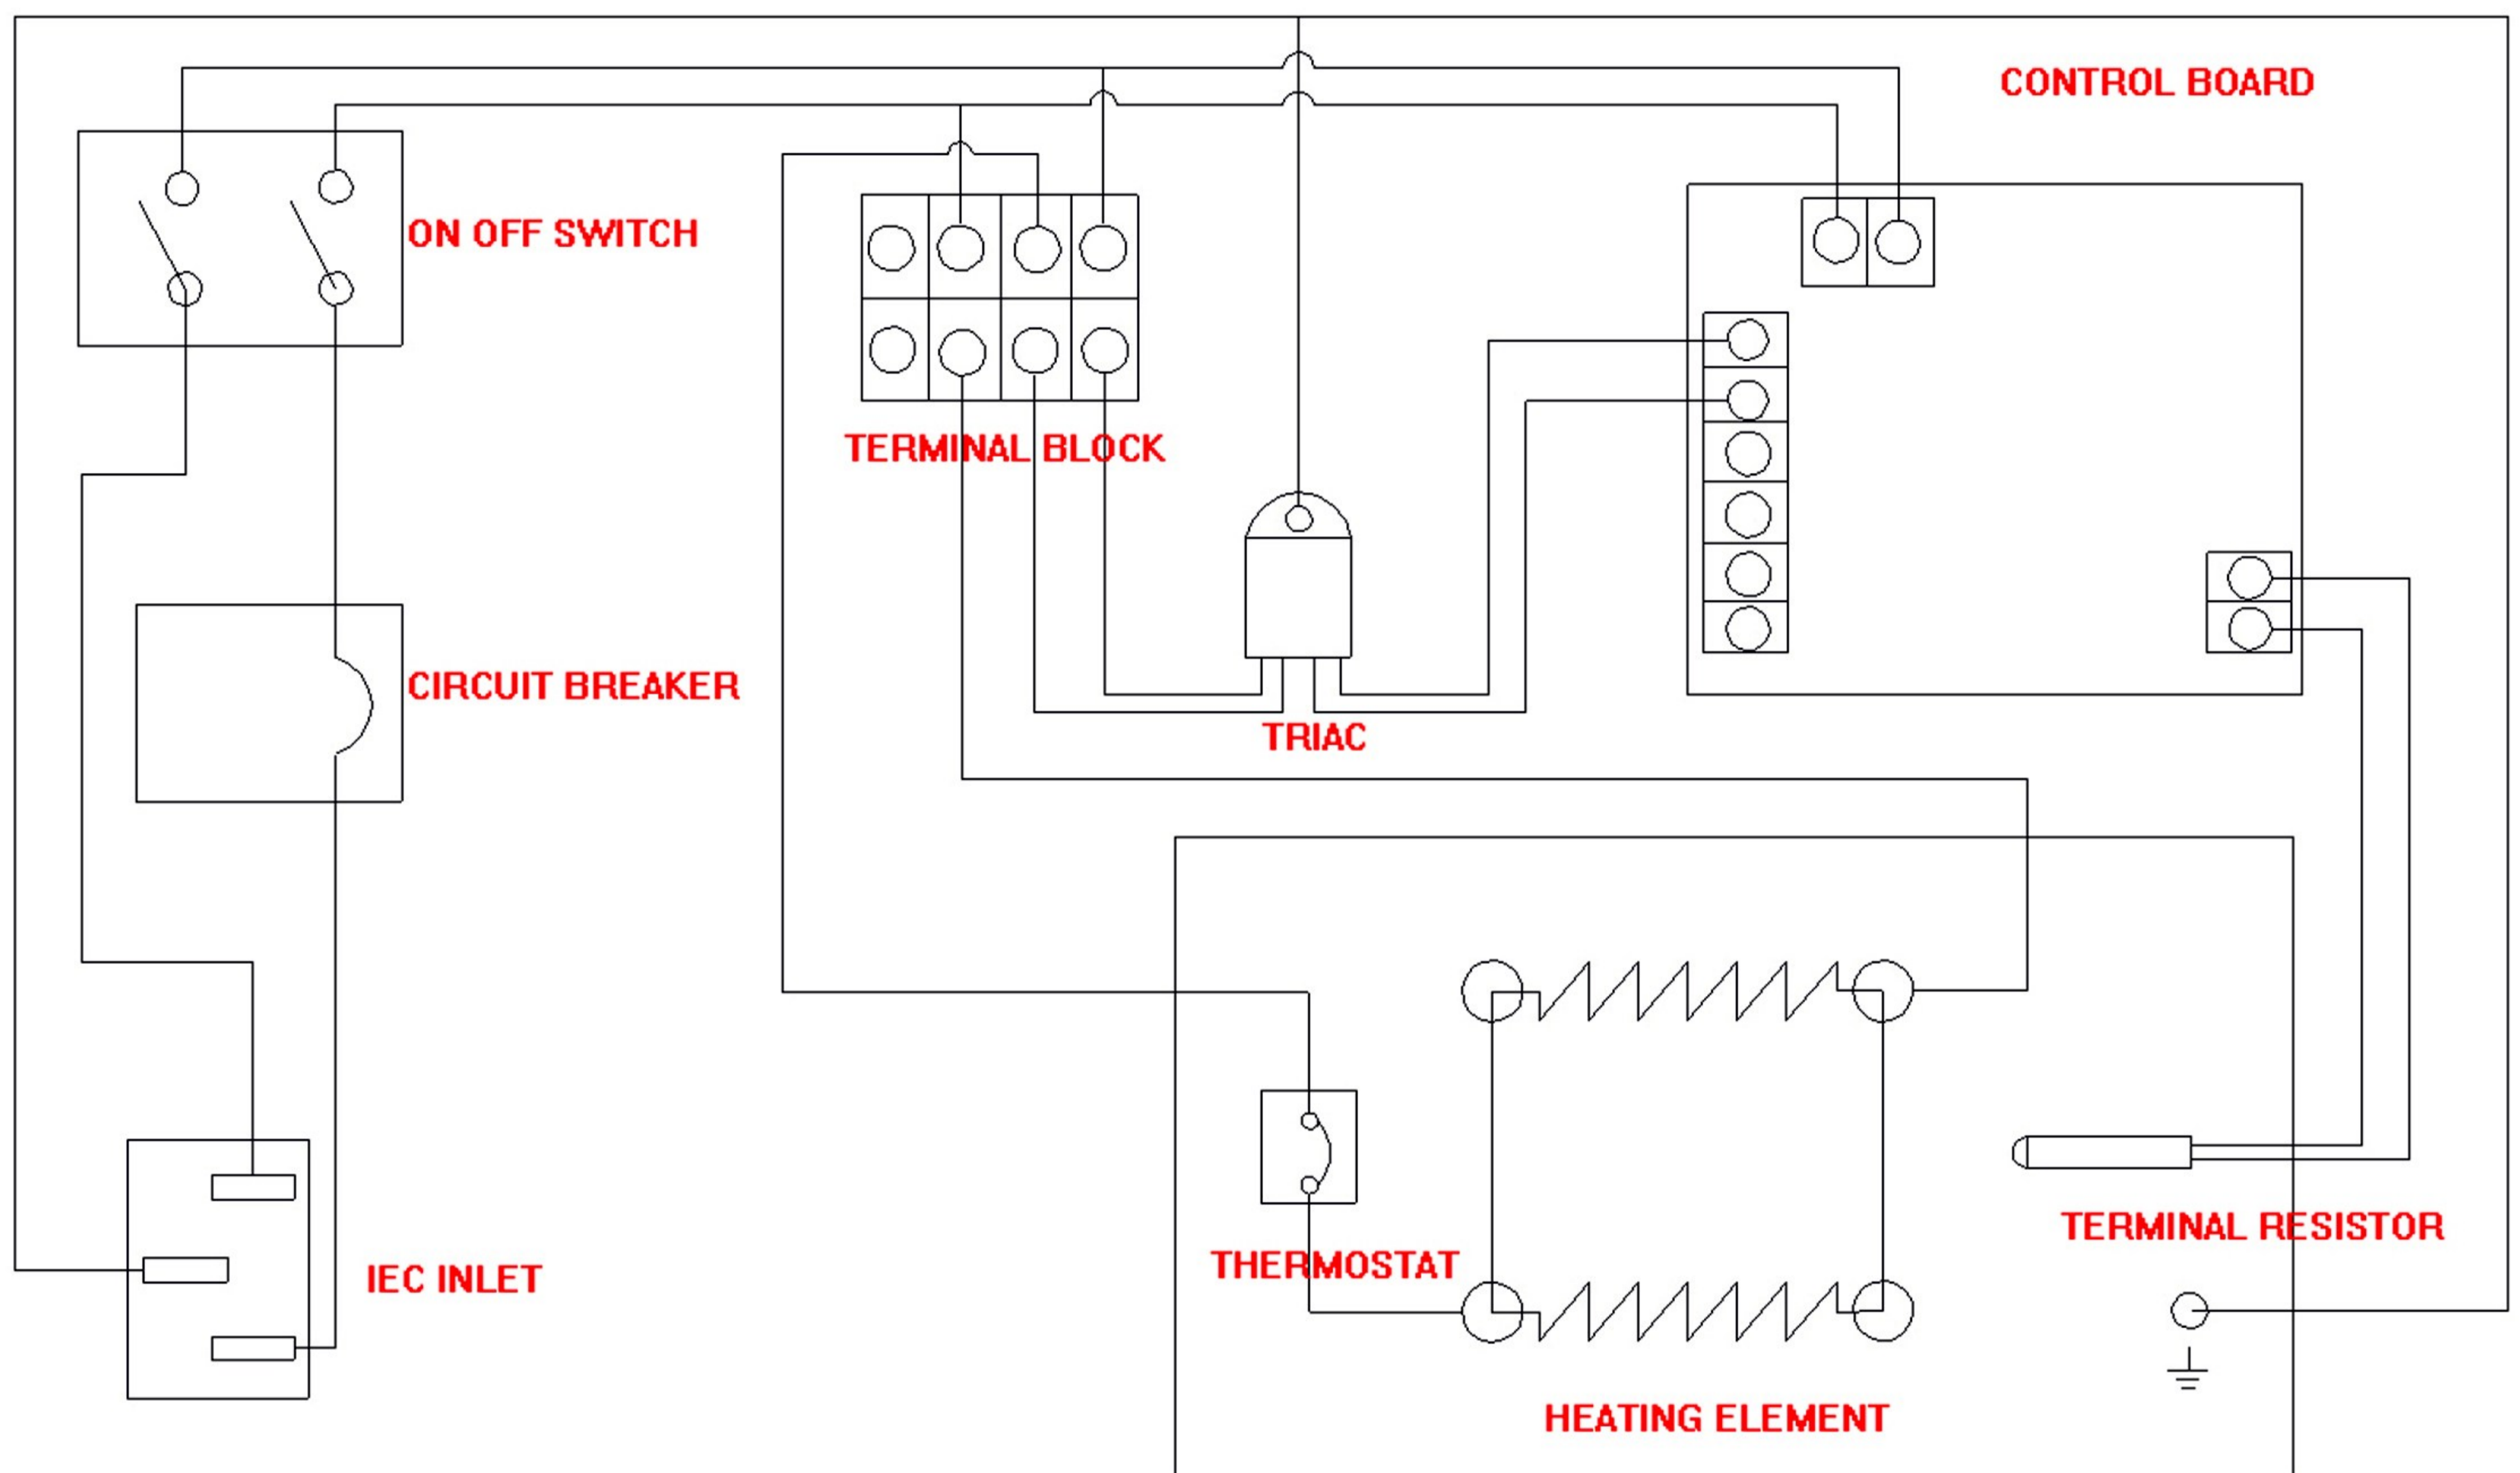 CONTROL BOARD
ON OFF SWITCH
TERMINAL BLOCK
CIRCUIT BREAKER
TRIAC
TERMINAL RESISTOR
THERMOSTAT
IEC INLET
HEATING ELEMENT